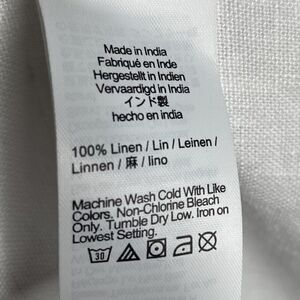 Made in India
Fabriqué en Inde
Hergestellt in Indien
Vervaardigd in India
インド製
hecho en india
100% Linen / Lin / Leinen /
Linnen / 麻 / lino
Machine Wash Cold With Like
Colors. Non-Chlorine Bleach
Only. Tumble Dry Low. Iron on
Lowest Setting.
30